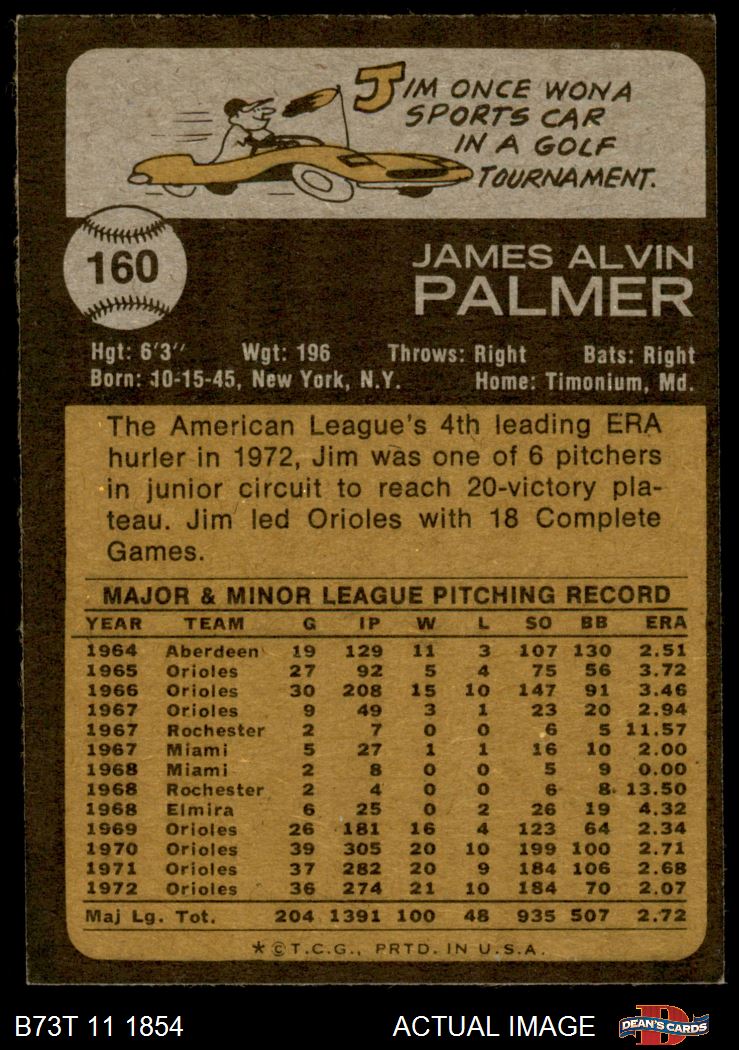 JIM ONCE WON A
SPORTS CAR
IN A GOLF
TOURNAMENT.
160
JAMES ALVIN
PALMER
Hgt: 6'3" Wgt: 196 Throws: Right Bats: Right
Born: 10-15-45, New York, N.Y. Home: Timonium, Md.
The American League's 4th leading ERA
hurler in 1972, Jim was one of 6 pitchers
in junior circuit to reach 20-victory pla-
teau. Jim led Orioles with 18 Complete
Games.
MAJOR & MINOR LEAGUE PITCHING RECORD
YEAR TEAM G IP W L SO BB ERA
1964 Aberdeen 19 129 11 3 107 130 2.51
1965 Orioles 27 92 5 4 75 56 3.72
1966 Orioles 30 208 15 10 147 91 3.46
1967 Orioles 9 49 3 1 23 20 2.94
1967 Rochester 2 7 0 0 6 5 11.57
1967 Miami 5 27 1 1 16 10 2.00
1968 Miami 2 8 0 0 5 9 0.00
1968 Rochester 2 4 0 0 6 8 13.50
1968 Elmira 6 25 0 2 26 19 4.32
1969 Orioles 26 181 16 4 123 64 2.34
1970 Orioles 39 305 20 10 199 100 2.71
1971 Orioles 37 282 20 9 184 106 2.68
1972 Orioles 36 274 21 10 184 70 2.07
Maj Lg. Tot. 204 1391 100 48 935 507 2.72
*©T.C.G., PRTD. IN U.S.A.
B73T 11 1854 ACTUAL IMAGE D DEAN'S CARDS